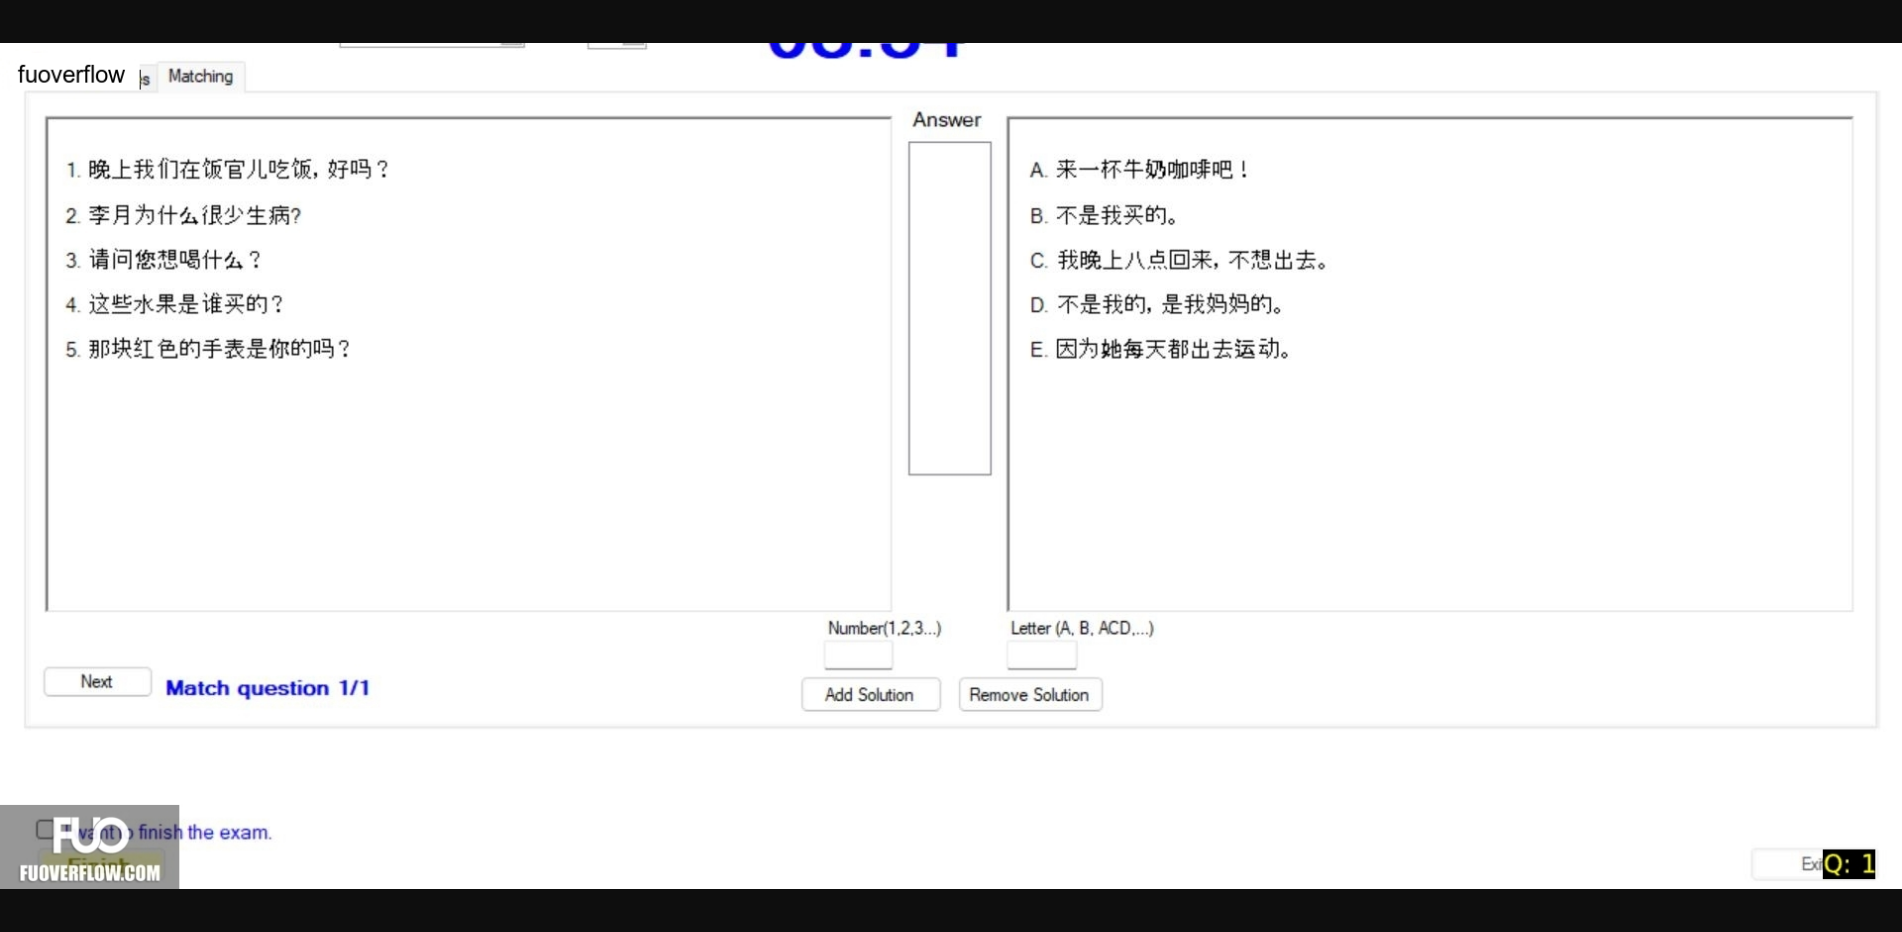 fuoverflow
s
Matching
Answer
1. 晚上我们在饭官儿吃饭, 好吗？
2. 李月为什么很少生病?
3. 请问您想喝什么？
4. 这些水果是谁买的？
5. 那块红色的手表是你的吗？
A. 来一杯牛奶咖啡吧！
B. 不是我买的。
C. 我晚上八点回来, 不想出去。
D. 不是我的, 是我妈妈的。
E. 因为她每天都出去运动。
Number(1,2,3...)
Letter (A, B, ACD,...)
Next
Match question 1/1
Add Solution
Remove Solution
want to finish the exam.
FUO
Finish
FUOVERFLOW.COM
Exi
Q: 1